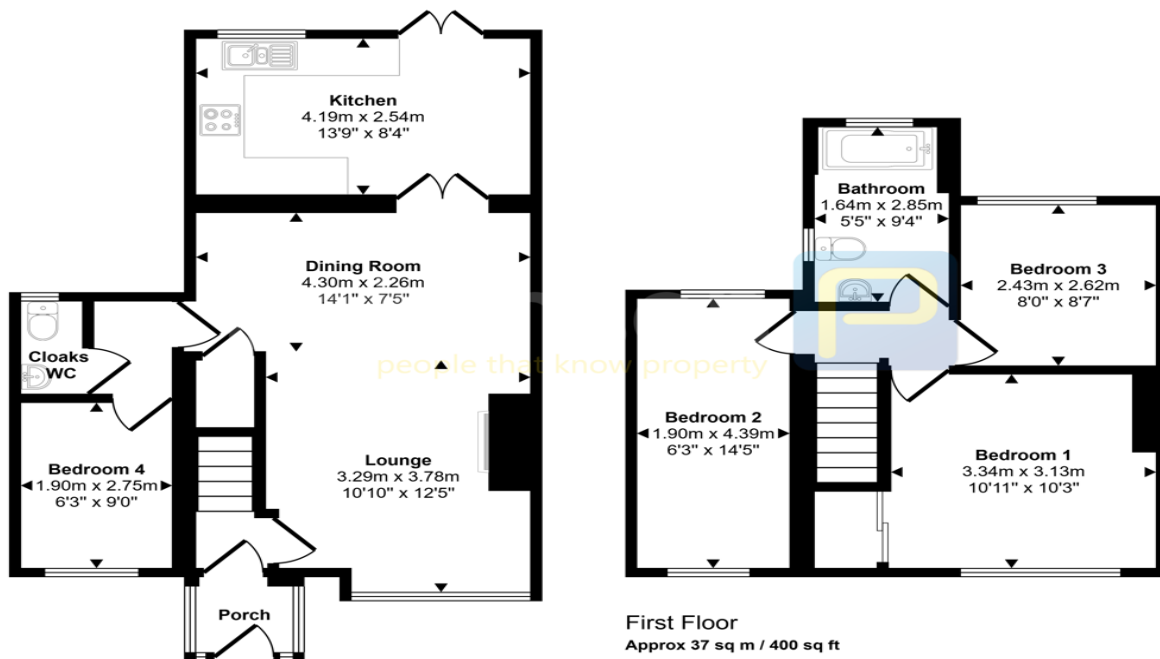 Kitchen
4.19m x 2.54m
13'9" x 8'4"
Dining Room
4.30m x 2.26m
14'1" x 7'5"
Cloaks
WC
Bedroom 4
1.90m x 2.75m
6'3" x 9'0"
Lounge
3.29m x 3.78m
10'10" x 12'5"
Porch
Bathroom
1.64m x 2.85m
5'5" x 9'4"
Bedroom 3
2.43m x 2.62m
8'0" x 8'7"
Bedroom 2
1.90m x 4.39m
6'3" x 14'5"
Bedroom 1
3.34m x 3.13m
10'11" x 10'3"
people that know property
First Floor
Approx 37 sq m / 400 sq ft